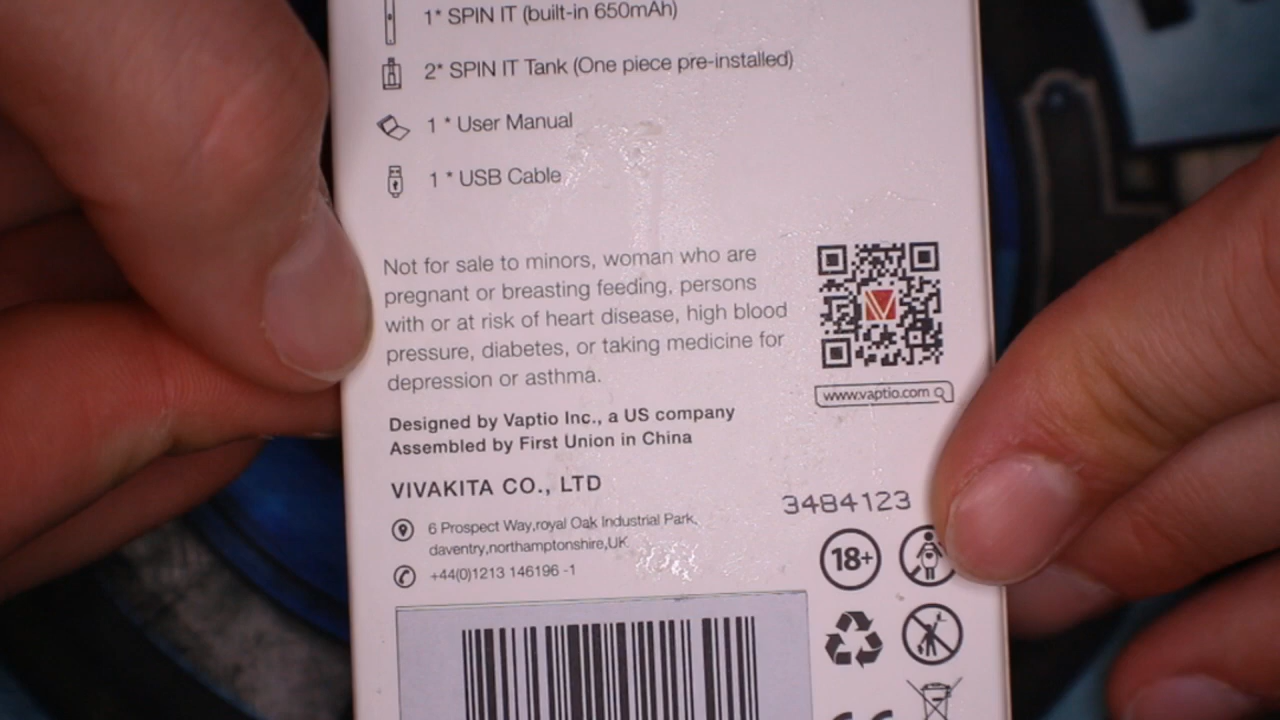 1* SPIN IT (built-in 650mAh)
2* SPIN IT Tank (One piece pre-installed)
1 * User Manual
1 * USB Cable
Not for sale to minors, woman who are
pregnant or breasting feeding, persons
with or at risk of heart disease, high blood
pressure, diabetes, or taking medicine for
depression or asthma.
www.vaptio.com
Designed by Vaptio Inc., a US company
Assembled by First Union in China
VIVAKITA CO., LTD
3484123
6 Prospect Way,royal Oak Industrial Park,
daventry,northamptonshire,UK
+44(0)1213 146196 -1
18+